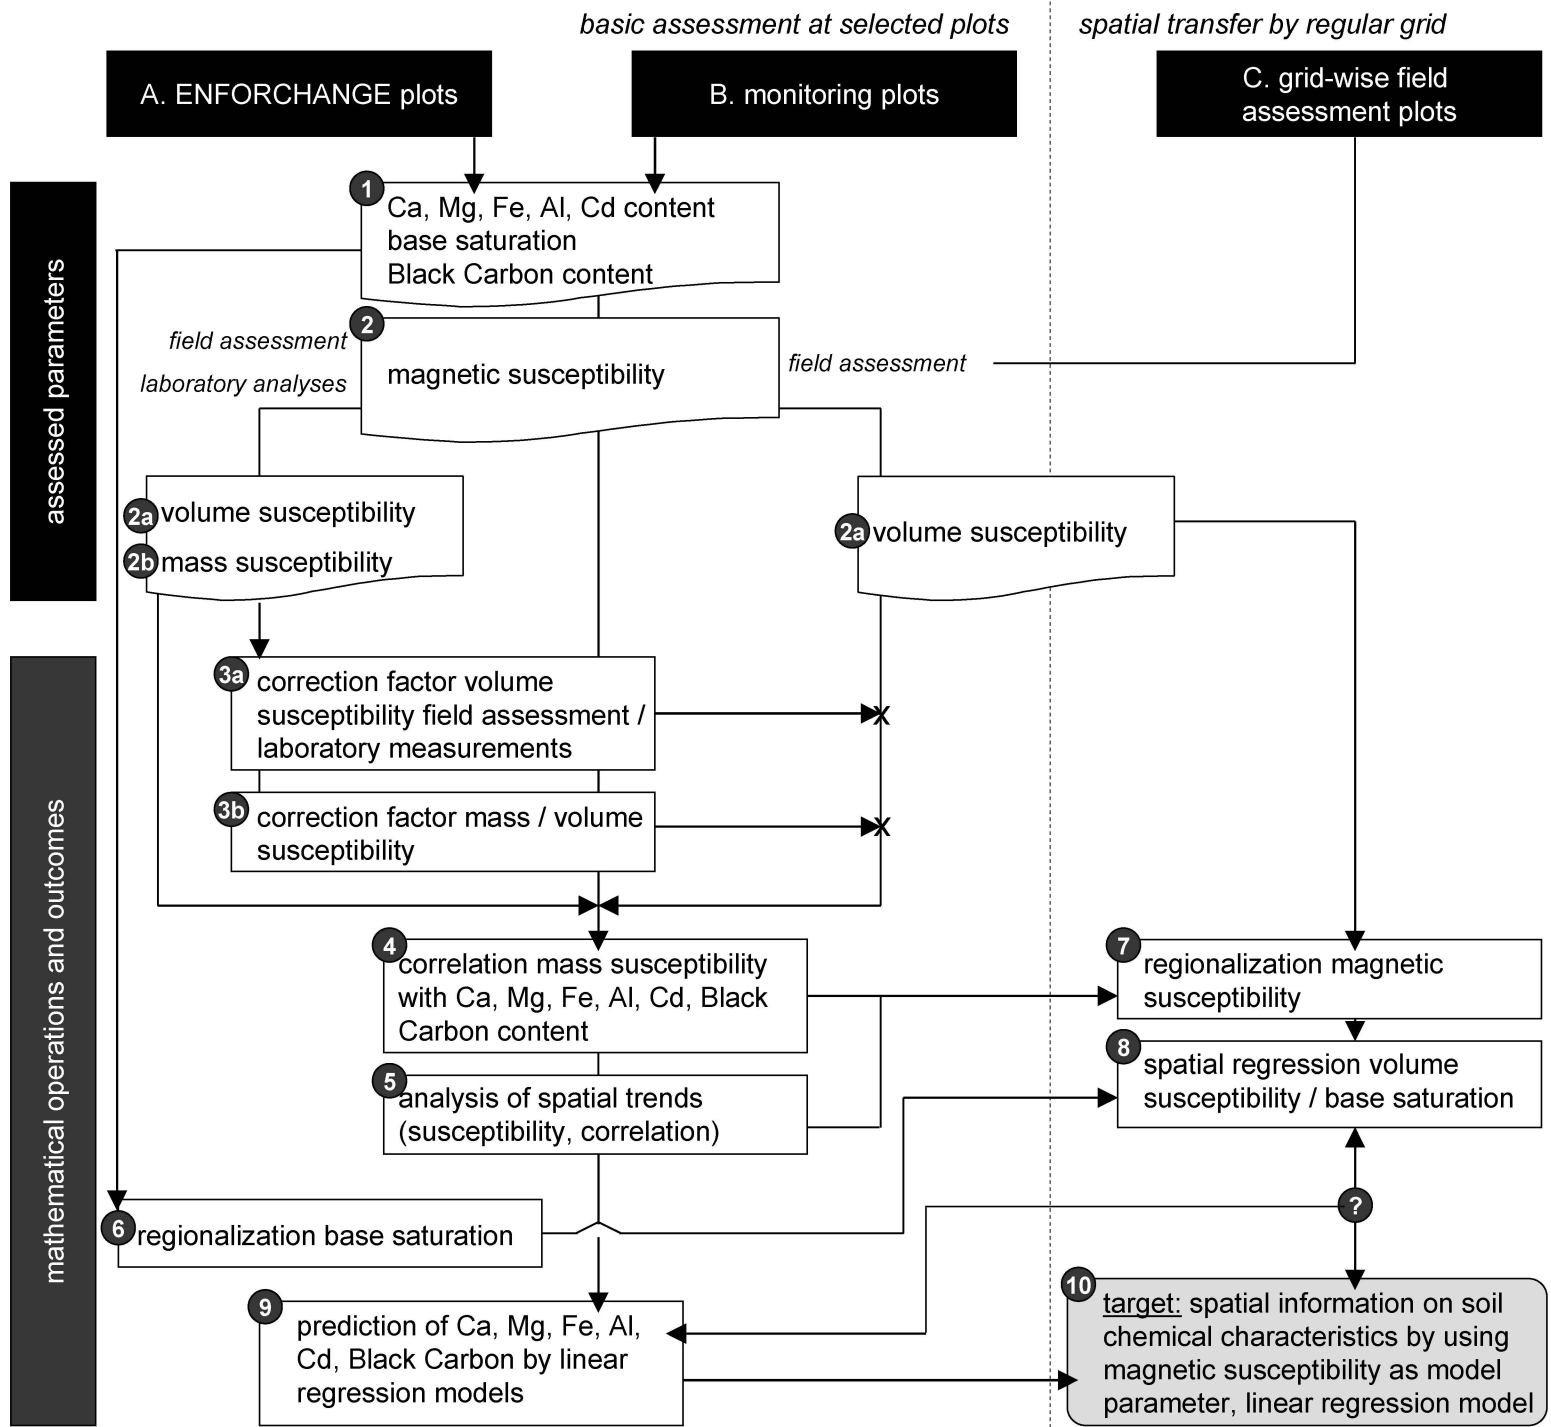 basic assessment at selected plots
spatial transfer by regular grid
A. ENFORCHANGE plots
B. monitoring plots
C. grid-wise field
assessment plots
assessed parameters
1
Ca, Mg, Fe, Al, Cd content
base saturation
Black Carbon content
2
magnetic susceptibility
field assessment
laboratory analyses
field assessment
2a volume susceptibility
2b mass susceptibility
2a volume susceptibility
mathematical operations and outcomes
3a
correction factor volume
susceptibility field assessment /
laboratory measurements
X
3b
correction factor mass / volume
susceptibility
X
4
correlation mass susceptibility
with Ca, Mg, Fe, Al, Cd, Black
Carbon content
7
regionalization magnetic
susceptibility
5
analysis of spatial trends
(susceptibility, correlation)
8
spatial regression volume
susceptibility / base saturation
6 regionalization base saturation
?
9
prediction of Ca, Mg, Fe, Al,
Cd, Black Carbon by linear
regression models
10
target: spatial information on soil
chemical characteristics by using
magnetic susceptibility as model
parameter, linear regression model